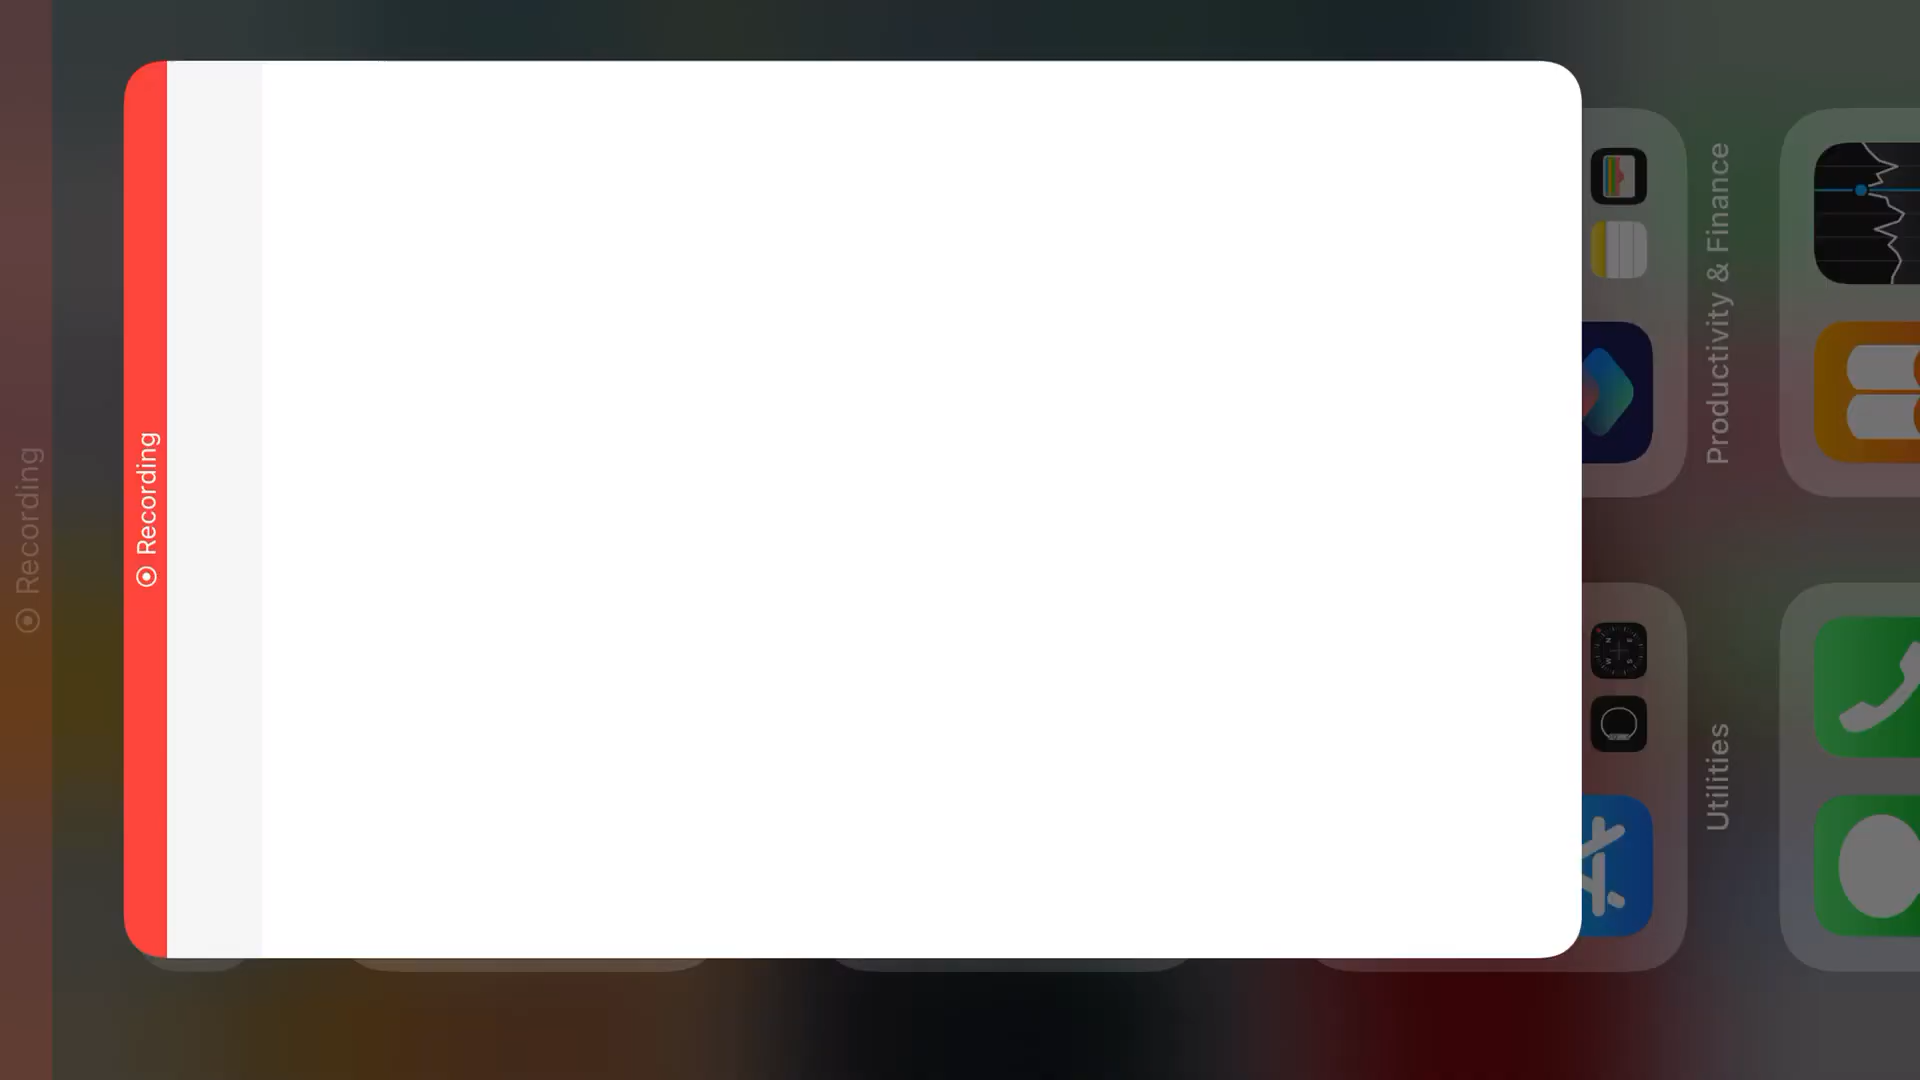 Recording
Recording
Productivity & Finance
Utilities